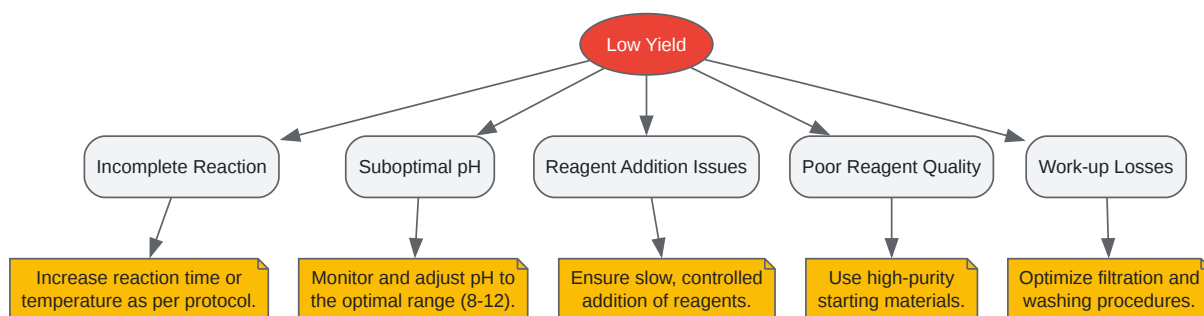 Low Yield
Incomplete Reaction
Suboptimal pH
Reagent Addition Issues
Poor Reagent Quality
Work-up Losses
Increase reaction time or
temperature as per protocol.
Monitor and adjust pH to
the optimal range (8-12).
Ensure slow, controlled
addition of reagents.
Use high-purity
starting materials.
Optimize filtration and
washing procedures.